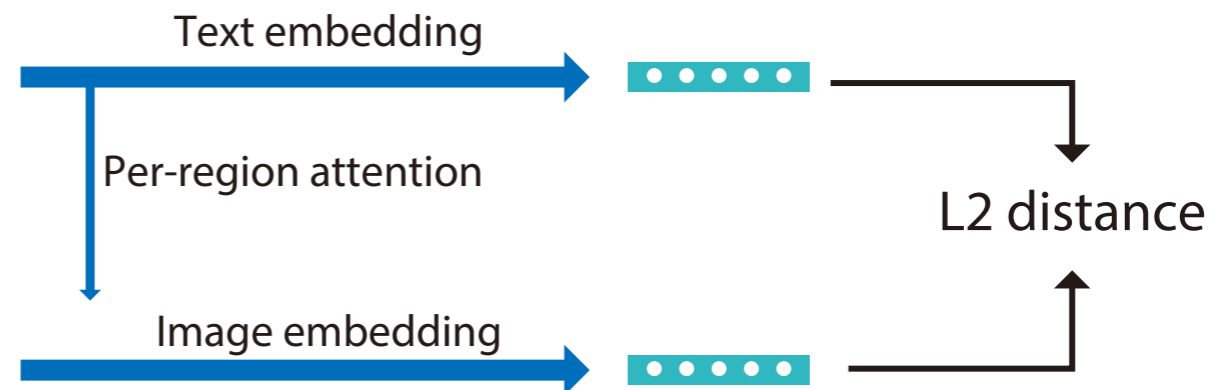 Text embedding
Per-region attention
L2 distance
Image embedding